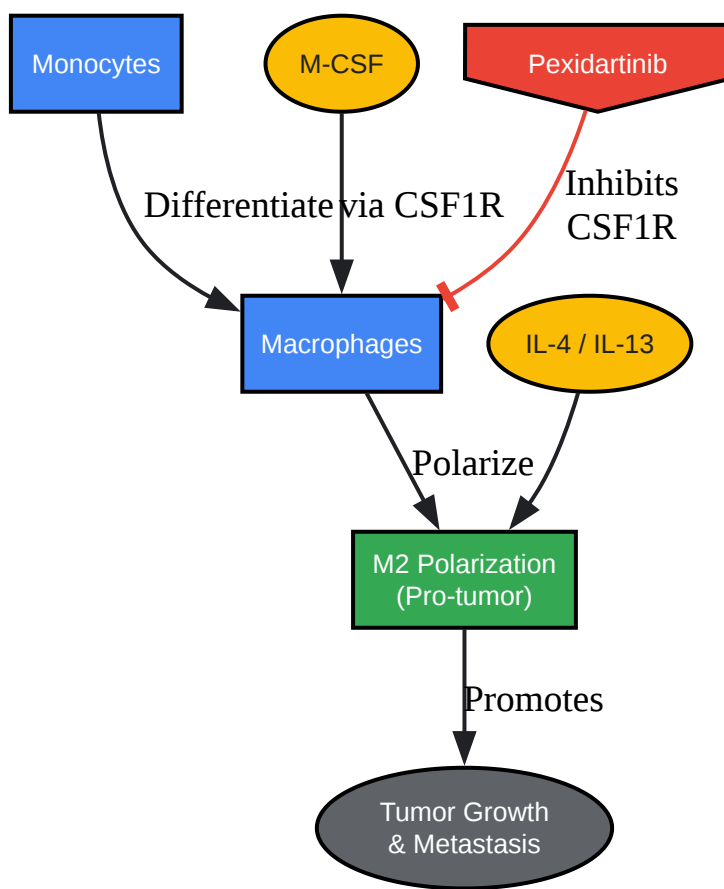 Monocytes
M-CSF
Pexidartinib
Differentiate via CSF1R
Inhibits
CSF1R
Macrophages
IL-4 / IL-13
Polarize
M2 Polarization
(Pro-tumor)
Promotes
Tumor Growth
& Metastasis